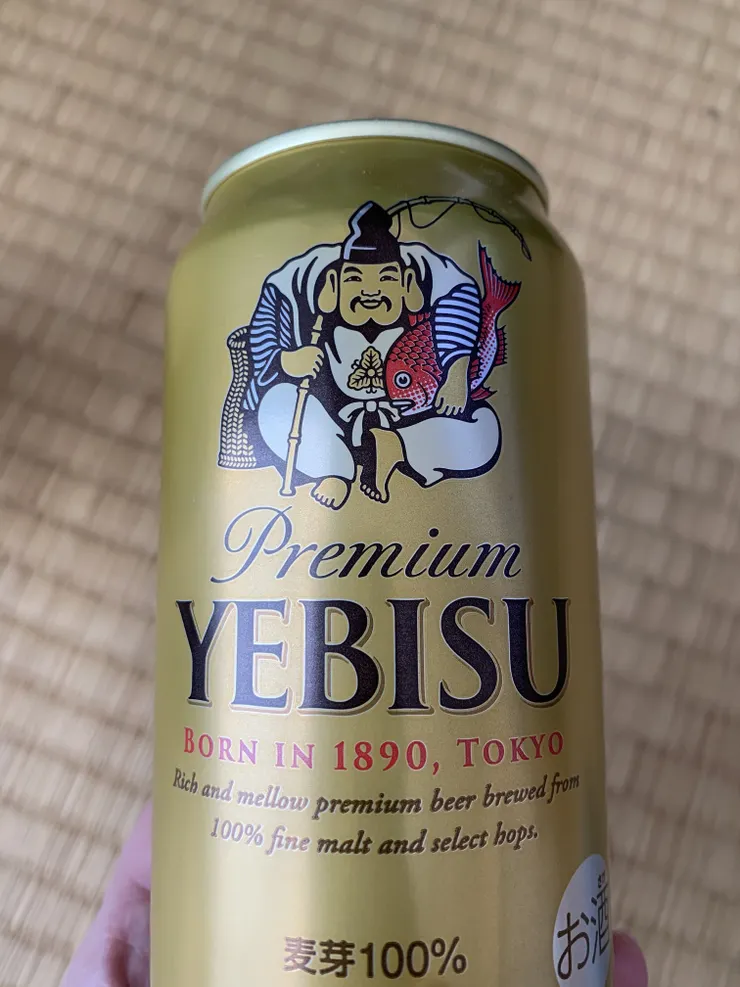 Premium
YEBISU
BORN IN 1890, TOKYO
Rich and mellow premium beer brewed from
100% fine malt and select hops.
麦芽100%
お酒